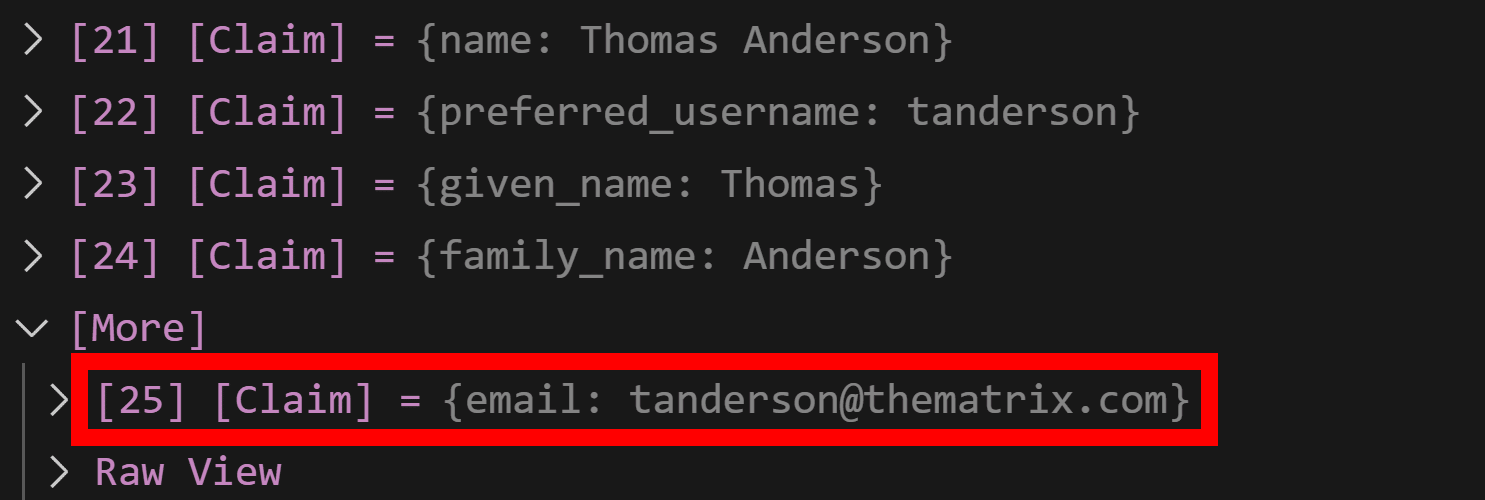 [21] [Claim] = {name: Thomas Anderson}
[22] [Claim] = {preferred_username: tanderson}
[23] [Claim] = {given_name: Thomas}
[24] [Claim] = {family_name: Anderson}
[More]
[25] [Claim] = {email: tanderson@thematrix.com}
Raw View